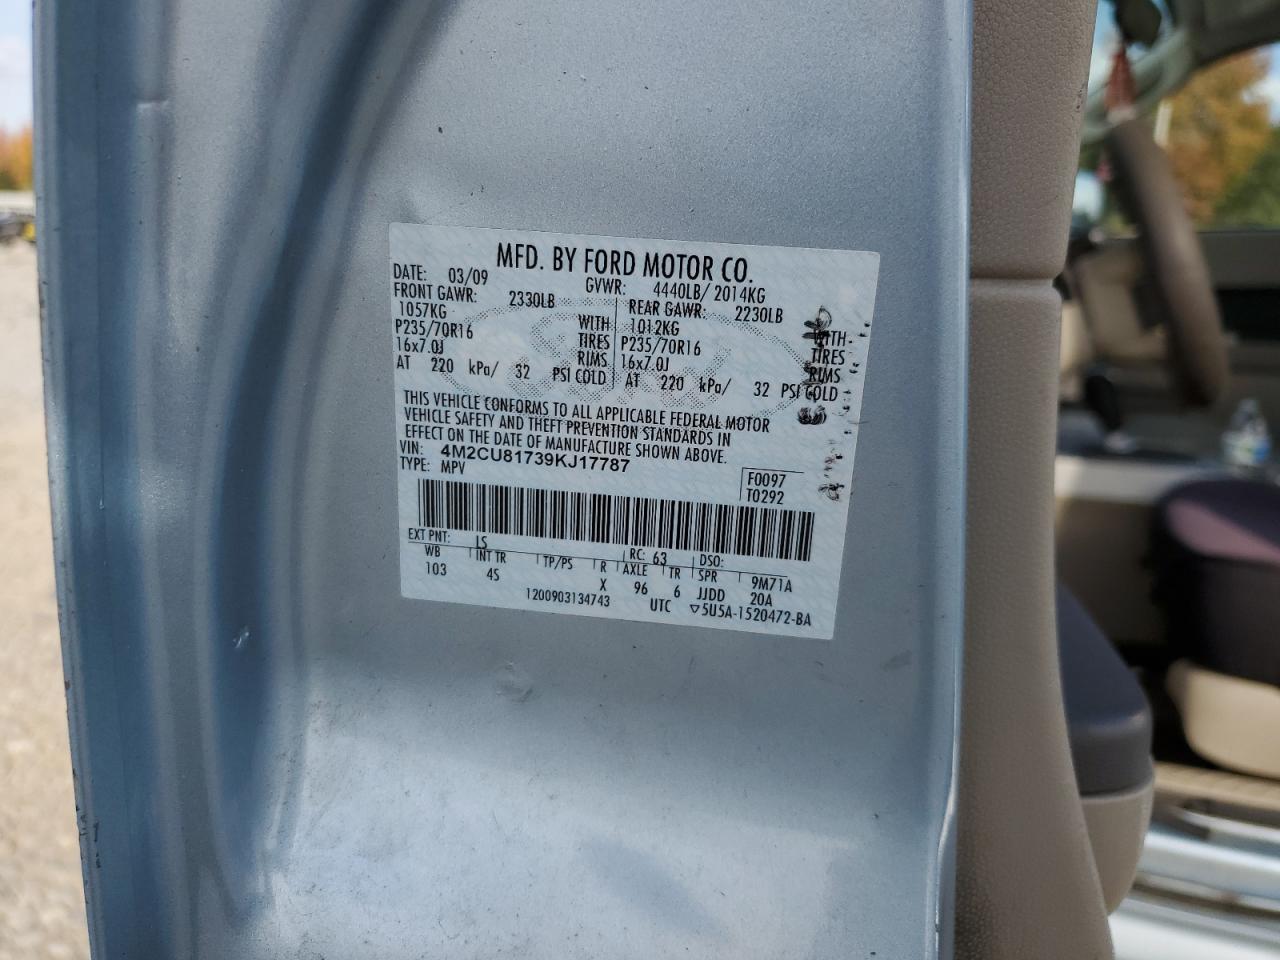 MFD. BY FORD MOTOR CO.
DATE: 03/09 GVWR: 4440LB/ 2014KG
FRONT GAWR: 2330LB REAR GAWR: 2230LB
1057KG WITH 1012KG WITH
P235/70R16 TIRES P235/70R16 TIRES
16x7.0J RIMS 16x7.0J RIMS
AT 220 kPa/ 32 PSI COLD AT 220 kPa/ 32 PSI COLD
THIS VEHICLE CONFORMS TO ALL APPLICABLE FEDERAL MOTOR
VEHICLE SAFETY AND THEFT PREVENTION STANDARDS IN
EFFECT ON THE DATE OF MANUFACTURE SHOWN ABOVE.
VIN: 4M2CU81739KJ17787
TYPE: MPV
F0097
T0292
EXT PNT: LS RC: 63 DSO:
WB INT TR TP/PS R AXLE TR SPR 9M71A
103 4S X 96 6 JJDD 20A
1200903134743 UTC ▽5U5A-1520472-BA